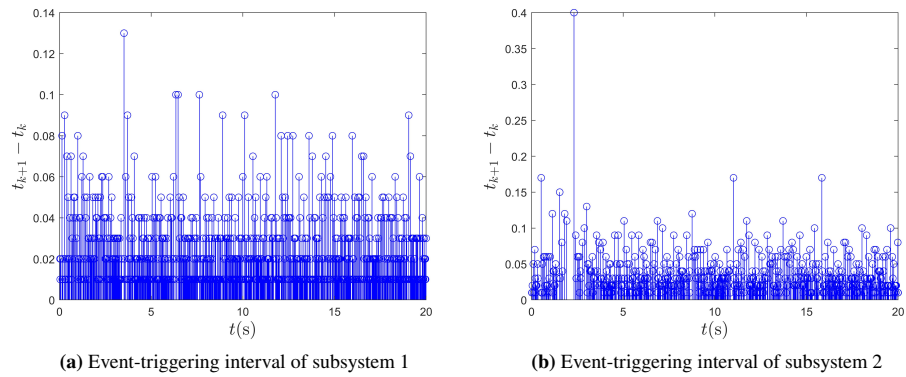 0.14
0.12
0.1
0.08
0.06
0.04
0.02
0
t_{k+1} − t_k
0 5 10 15 20
t(s)
(a) Event-triggering interval of subsystem 1
0.4
0.35
0.3
0.25
0.2
0.15
0.1
0.05
0
t_{k+1} − t_k
0 5 10 15 20
t(s)
(b) Event-triggering interval of subsystem 2